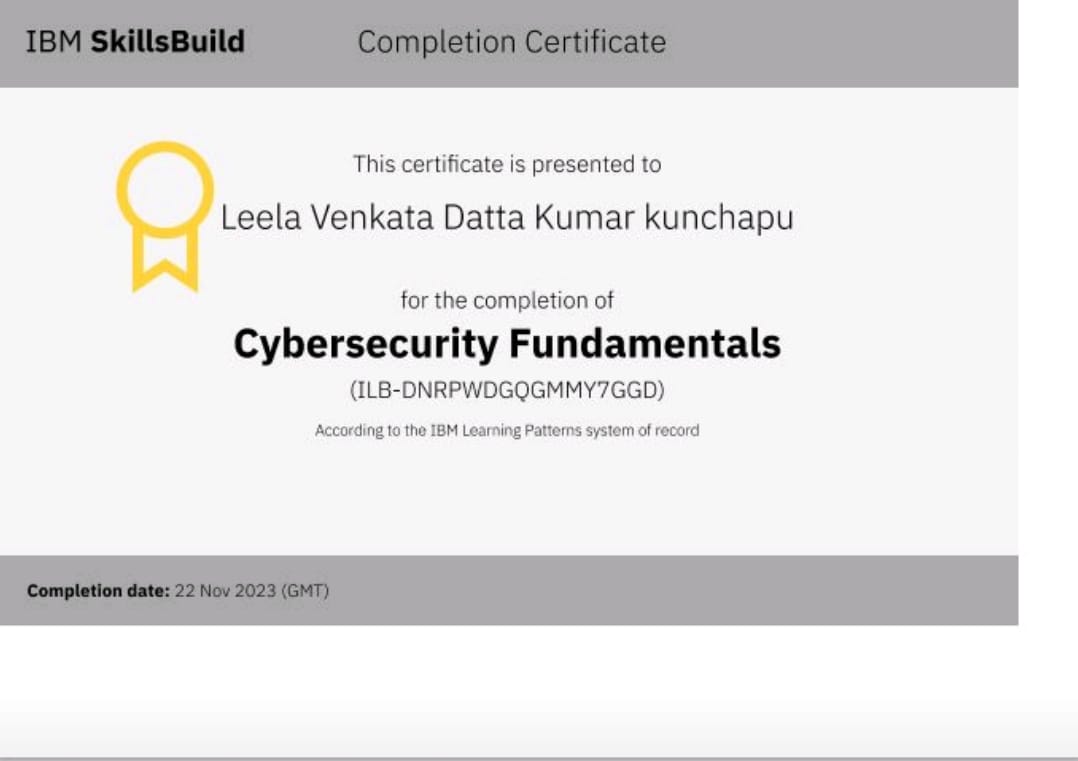 IBM SkillsBuild
Completion Certificate
This certificate is presented to
Leela Venkata Datta Kumar kunchapu
for the completion of
Cybersecurity Fundamentals
(ILB-DNRPWDGQGMMY7GGD)
According to the IBM Learning Patterns system of record
Completion date: 22 Nov 2023 (GMT)